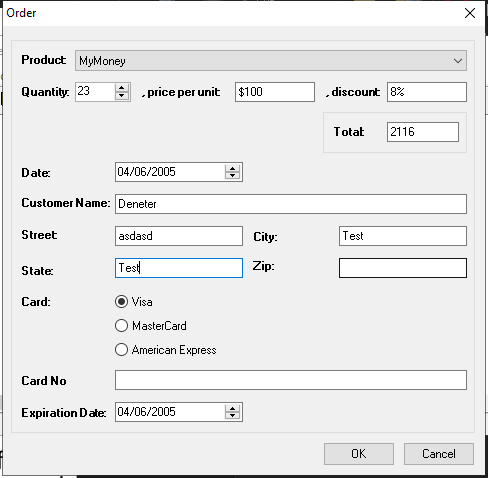 Order
Product: MyMoney
Quantity: 23 , price per unit: $100 , discount: 8%
Total: 2116
Date: 04/06/2005
Customer Name: Deneter
Street: asdasd City: Test
State: Test Zip:
Card: Visa
MasterCard
American Express
Card No
Expiration Date: 04/06/2005
OK Cancel